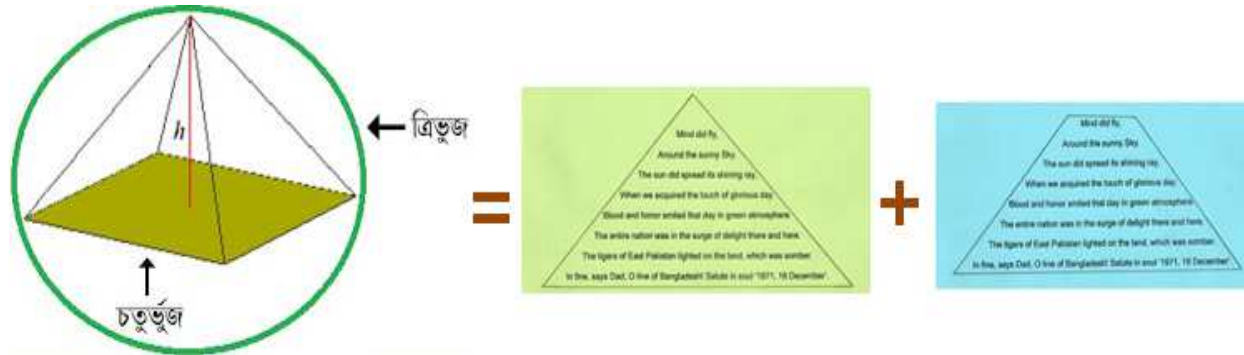 h
ত্রিভুজ
চতুর্ভুজ
=
Mind did fly,
Around the sunny Sky.
The sun did spread its shining ray,
When we acquired the touch of glorious day.
Blood and honor smiled that day in green atmosphere
The entire nation was in the surge of delight there and here.
The tigers of East Pakistan lighted on the land, which was somber.
In fine, says Dad, O line of Bangladesh! Salute in soul '1971, 16 December'.
+
Mind did fly,
Around the sunny Sky.
The sun did spread its shining ray,
When we acquired the touch of glorious day.
Blood and honor smiled that day in green atmosphere
The entire nation was in the surge of delight there and here.
The tigers of East Pakistan lighted on the land, which was somber.
In fine, says Dad, O line of Bangladesh! Salute in soul '1971, 16 December'.